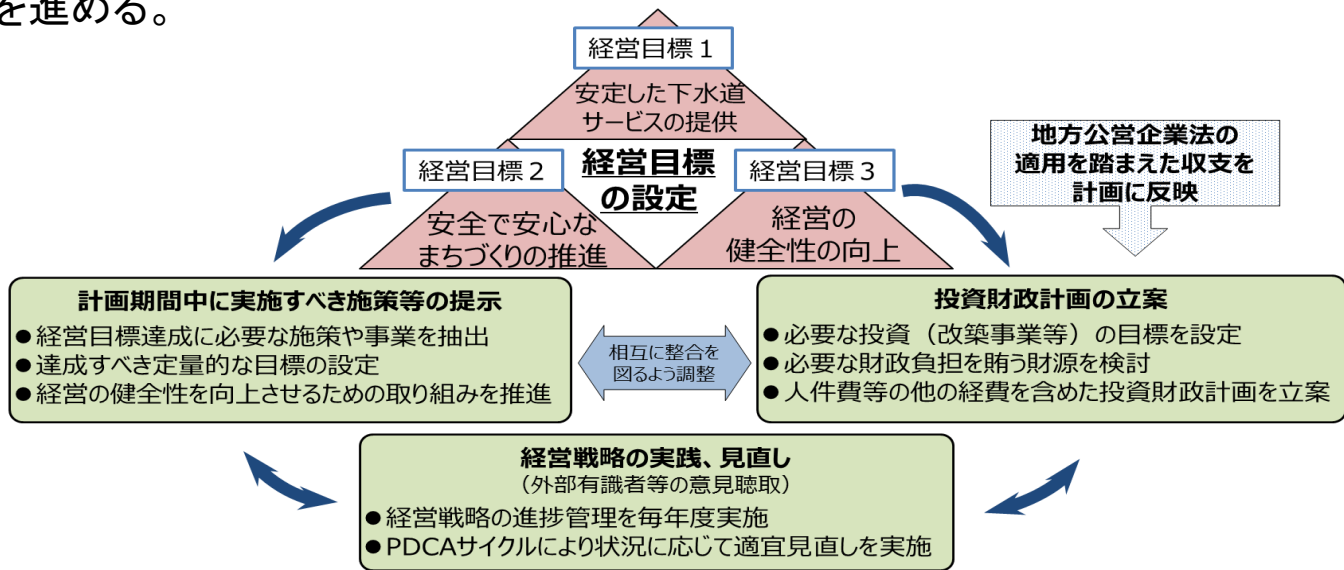 を進める。
経営目標１
安定した下水道
サービスの提供
経営目標２
安全で安心な
まちづくりの推進
経営目標
の設定
経営目標３
経営の
健全性の向上
地方公営企業法の
適用を踏まえた収支を
計画に反映
計画期間中に実施すべき施策等の提示
●経営目標達成に必要な施策や事業を抽出
●達成すべき定量的な目標の設定
●経営の健全性を向上させるための取り組みを推進
相互に整合を
図るよう調整
投資財政計画の立案
●必要な投資（改築事業等）の目標を設定
●必要な財政負担を賄う財源を検討
●人件費等の他の経費を含めた投資財政計画を立案
経営戦略の実践、見直し
（外部有識者等の意見聴取）
●経営戦略の進捗管理を毎年度実施
●PDCAサイクルにより状況に応じて適宜見直しを実施